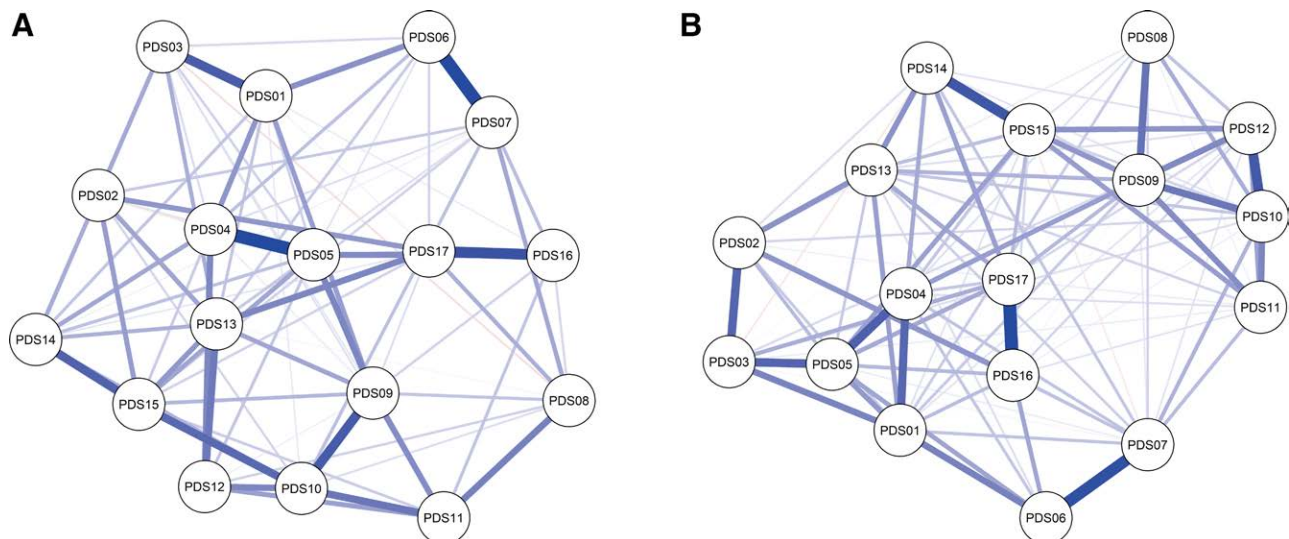 A
PDS03
PDS06
PDS01
PDS07
PDS02
PDS04
PDS05
PDS17
PDS16
PDS13
PDS14
PDS15
PDS09
PDS08
PDS12
PDS10
PDS11
B
PDS08
PDS14
PDS15
PDS12
PDS13
PDS09
PDS10
PDS02
PDS17
PDS04
PDS11
PDS03
PDS05
PDS16
PDS01
PDS07
PDS06